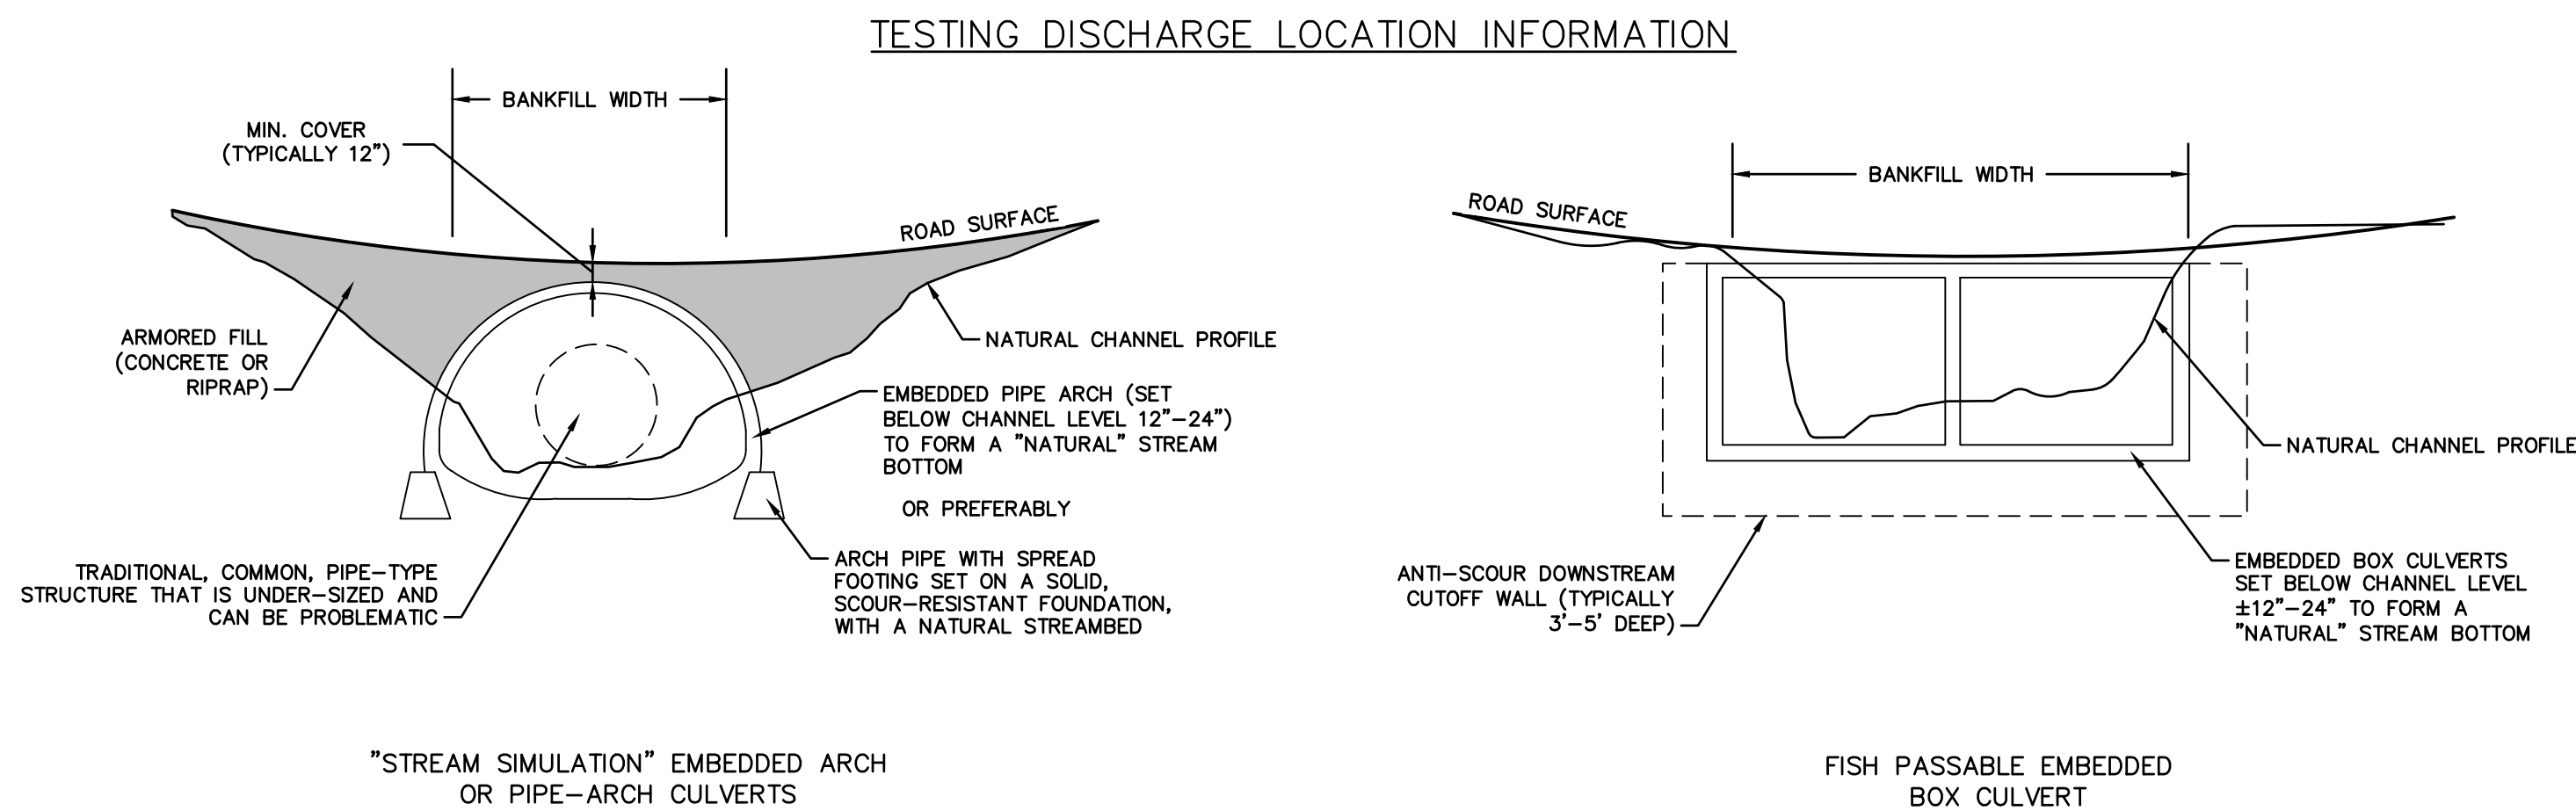 TESTING DISCHARGE LOCATION INFORMATION
BANKFILL WIDTH
MIN. COVER
(TYPICALLY 12")
ROAD SURFACE
ARMORED FILL
(CONCRETE OR
RIPRAP)
NATURAL CHANNEL PROFILE
EMBEDDED PIPE ARCH (SET
BELOW CHANNEL LEVEL 12"-24")
TO FORM A "NATURAL" STREAM
BOTTOM
OR PREFERABLY
ARCH PIPE WITH SPREAD
FOOTING SET ON A SOLID,
SCOUR-RESISTANT FOUNDATION,
WITH A NATURAL STREAMBED
TRADITIONAL, COMMON, PIPE-TYPE
STRUCTURE THAT IS UNDER-SIZED AND
CAN BE PROBLEMATIC
"STREAM SIMULATION" EMBEDDED ARCH
OR PIPE-ARCH CULVERTS
BANKFILL WIDTH
ROAD SURFACE
NATURAL CHANNEL PROFILE
ANTI-SCOUR DOWNSTREAM
CUTOFF WALL (TYPICALLY
3'-5' DEEP)
EMBEDDED BOX CULVERTS
SET BELOW CHANNEL LEVEL
±12"-24" TO FORM A
"NATURAL" STREAM BOTTOM
FISH PASSABLE EMBEDDED
BOX CULVERT